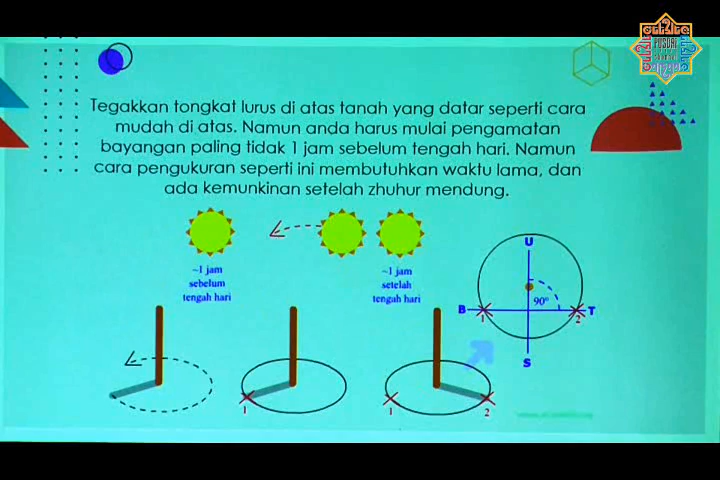 Tegakkan tongkat lurus di atas tanah yang datar seperti cara
mudah di atas. Namun anda harus mulai pengamatan
bayangan paling tidak 1 jam sebelum tengah hari. Namun
cara pengukuran seperti ini membutuhkan waktu lama, dan
ada kemunkinan setelah zhuhur mendung.
~1 jam
sebelum
tengah hari
~1 jam
setelah
tengah hari
U
90°
B
T
1
2
S
1
1
2
PUSDAI